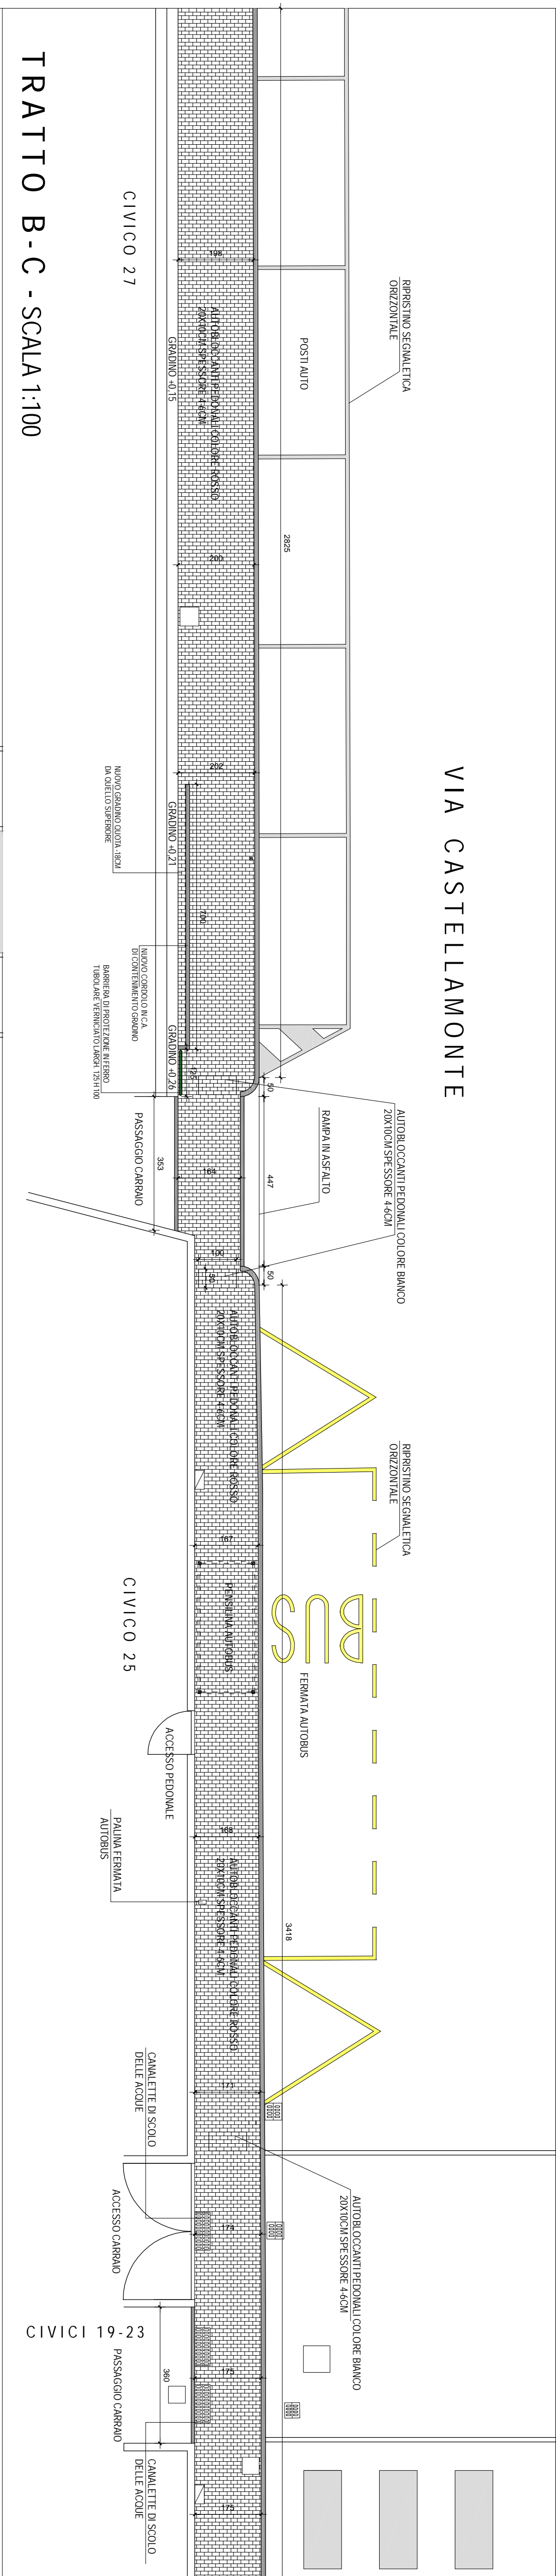 VIA CASTELLAMONTE
RIPRISTINO SEGNALETICA
ORIZZONTALE
POSTI AUTO
2825
198
AUTOBLOCCANTI PEDONALI COLORE ROSSO
20X10CM SPESSORE 4-6CM
GRADINO +0,15
CIVICO 27
TRATTO B-C - SCALA 1:100
200
202
GRADINO +0,21
NUOVO GRADINO QUOTA -18CM
DA QUELLO SUPERIORE
700
NUOVO CORDOLO IN C.A.
DI CONTENIMENTO GRADINO
GRADINO +0,26
125
BARRIERA DI PROTEZIONE IN FERRO
TUBOLARE VERNICIATO LARGH. 125 H100
50
AUTOBLOCCANTI PEDONALI COLORE BIANCO
20X10CM SPESSORE 4-6CM
RAMPA IN ASFALTO
447
PASSAGGIO CARRAIO
353
164
50
100
AUTOBLOCCANTI PEDONALI COLORE ROSSO
20X10CM SPESSORE 4-6CM
RIPRISTINO SEGNALETICA
ORIZZONTALE
167
CIVICO 25
PENSILINA AUTOBUS
BUS
FERMATA AUTOBUS
ACCESSO PEDONALE
168
PALINA FERMATA
AUTOBUS
AUTOBLOCCANTI PEDONALI COLORE ROSSO
20X10CM SPESSORE 4-6CM
3418
171
CANALETTE DI SCOLO
DELLE ACQUE
AUTOBLOCCANTI PEDONALI COLORE BIANCO
20X10CM SPESSORE 4-6CM
174
ACCESSO CARRAIO
CIVICI 19-23
175
360
PASSAGGIO CARRAIO
CANALETTE DI SCOLO
DELLE ACQUE
175